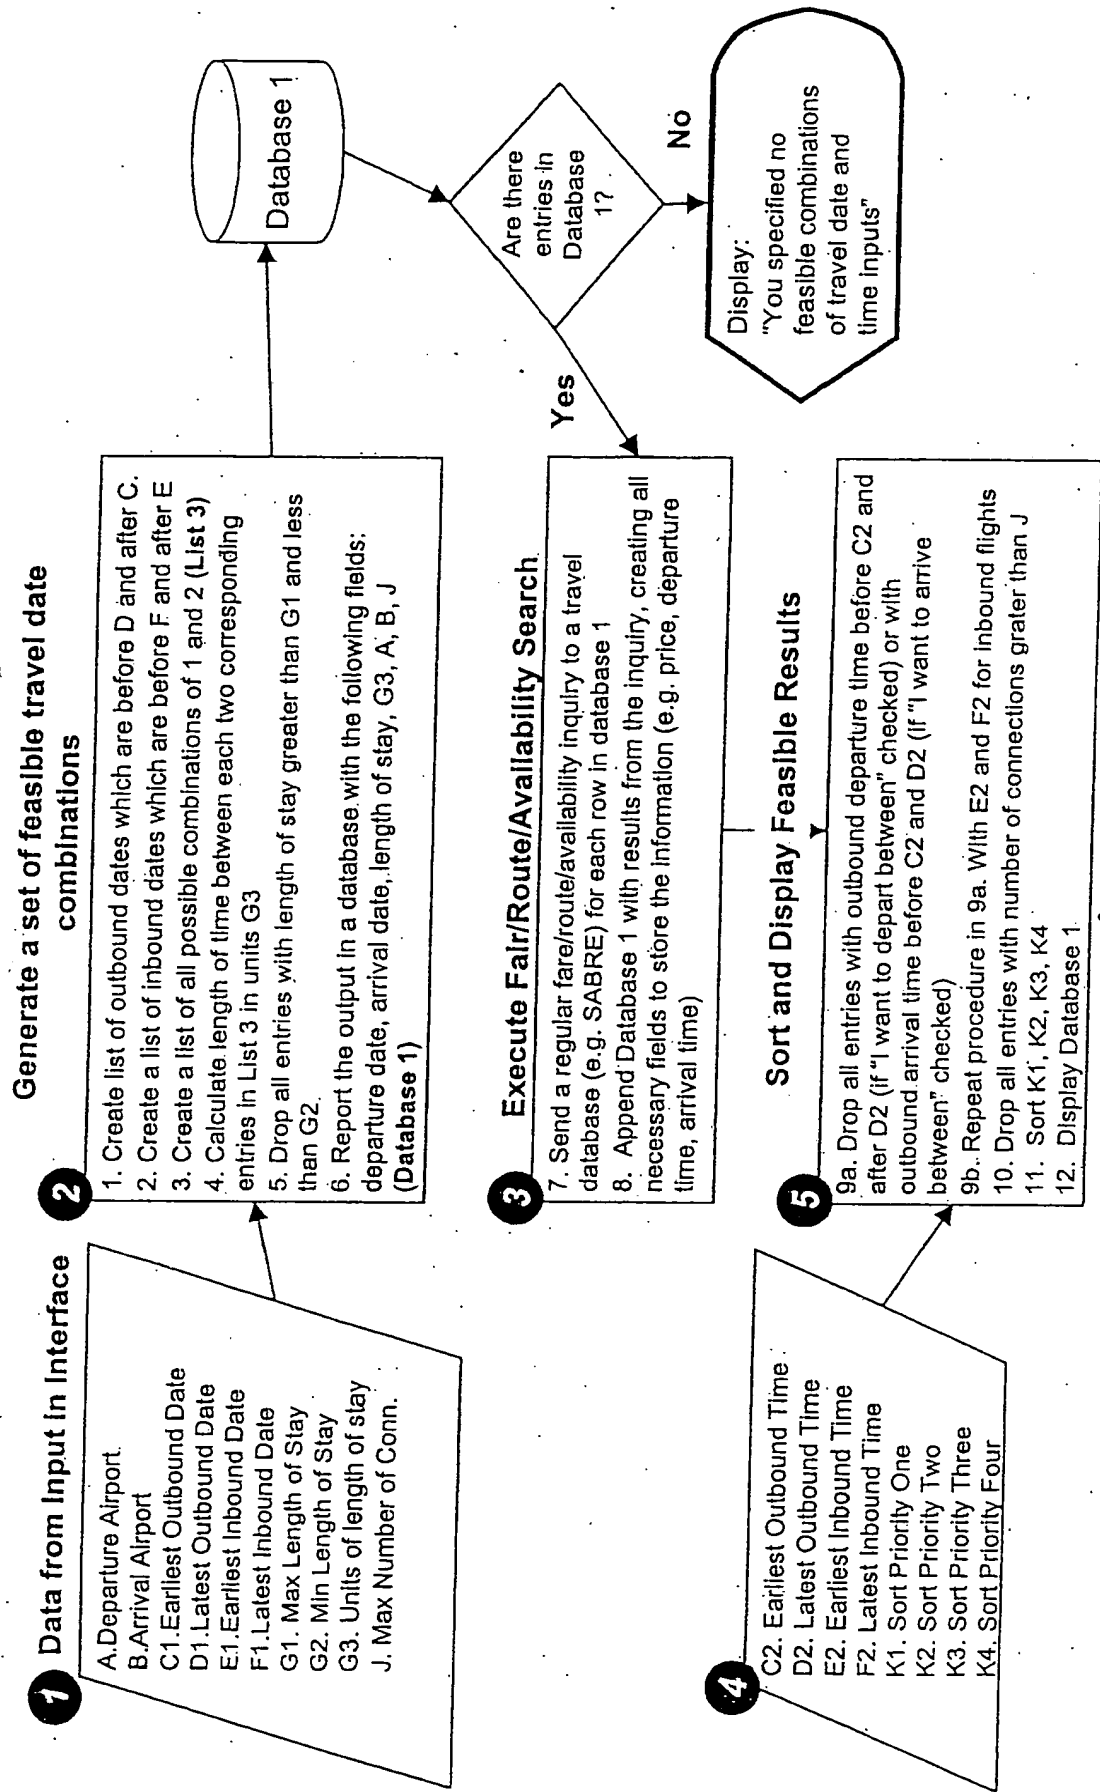 1
Data from Input in Interface
A.Departure Airport.
B.Arrival Airport
C1.Earliest Outbound Date
D1.Latest Outbound Date
E1.Earliest Inbound Date
F1.Latest Inbound Date
G1. Max Length of Stay
G2. Min Length of Stay
G3. Units of length of stay
J. Max Number of Conn.
2
Generate a set of feasible travel date
combinations
1. Create list of outbound dates which are before D and after C.
2. Create a list of inbound dates which are before F and after E
3. Create a list of all possible combinations of 1 and 2 (List 3)
4. Calculate length of time between each two corresponding
entries in List 3 in units G3
5. Drop all entries with length of stay greater than G1 and less
than G2.
6. Report the output in a database with the following fields:
departure date, arrival date, length of stay, G3, A, B, J
(Database 1)
Database 1
Are there
entries in
Database
1?
Yes
No
Display:
"You specified no
feasible combinations
of travel date and
time inputs"
3
Execute Fair/Route/Availability Search
7. Send a regular fare/route/availability inquiry to a travel
database (e.g. SABRE) for each row in database 1
8. Append Database 1 with results from the inquiry, creating all
necessary fields to store the Information (e.g. price, departure
time, arrival time)
4
C2. Earliest Outbound Time
D2. Latest Outbound Time
E2. Earliest Inbound Time
F2. Latest Inbound Time
K1. Sort Priority One
K2. Sort Priority Two
K3. Sort Priority Three
K4. Sort Priority Four
5
Sort and Display Feasible Results
9a. Drop all entries with outbound departure time before C2 and
after D2 (if "I want to depart between" checked) or with
outbound arrival time before C2 and D2 (if "I want to arrive
between" checked)
9b. Repeat procedure in 9a. With E2 and F2 for inbound flights
10. Drop all entries with number of connections grater than J
11. Sort K1, K2, K3, K4
12. Display Database 1